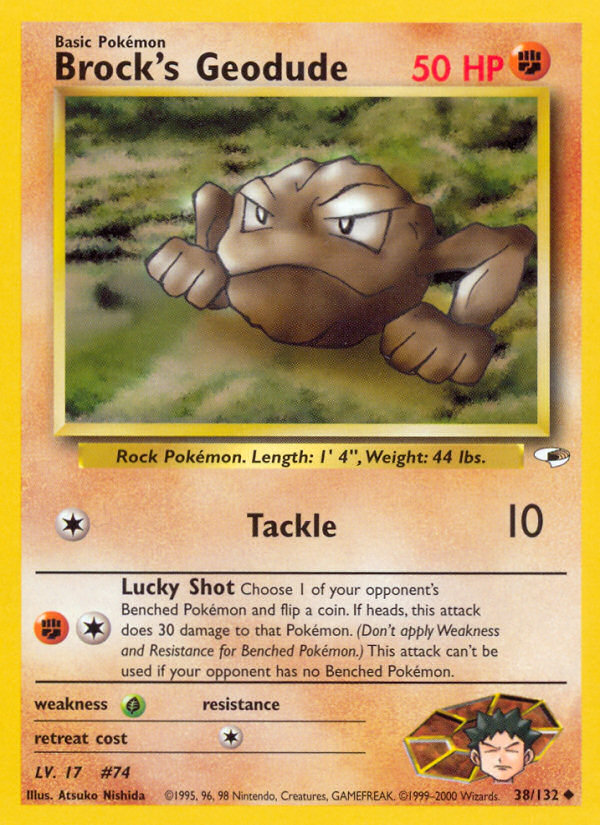 Basic Pokémon
Brock's Geodude 50 HP
Rock Pokémon. Length: 1' 4", Weight: 44 lbs.
Tackle 10
Lucky Shot Choose 1 of your opponent's
Benched Pokémon and flip a coin. If heads, this attack
does 30 damage to that Pokémon. (Don't apply Weakness
and Resistance for Benched Pokémon.) This attack can't be
used if your opponent has no Benched Pokémon.
weakness resistance
retreat cost
LV. 17 #74
Illus. Atsuko Nishida ©1995, 96, 98 Nintendo, Creatures, GAMEFREAK. ©1999-2000 Wizards. 38/132